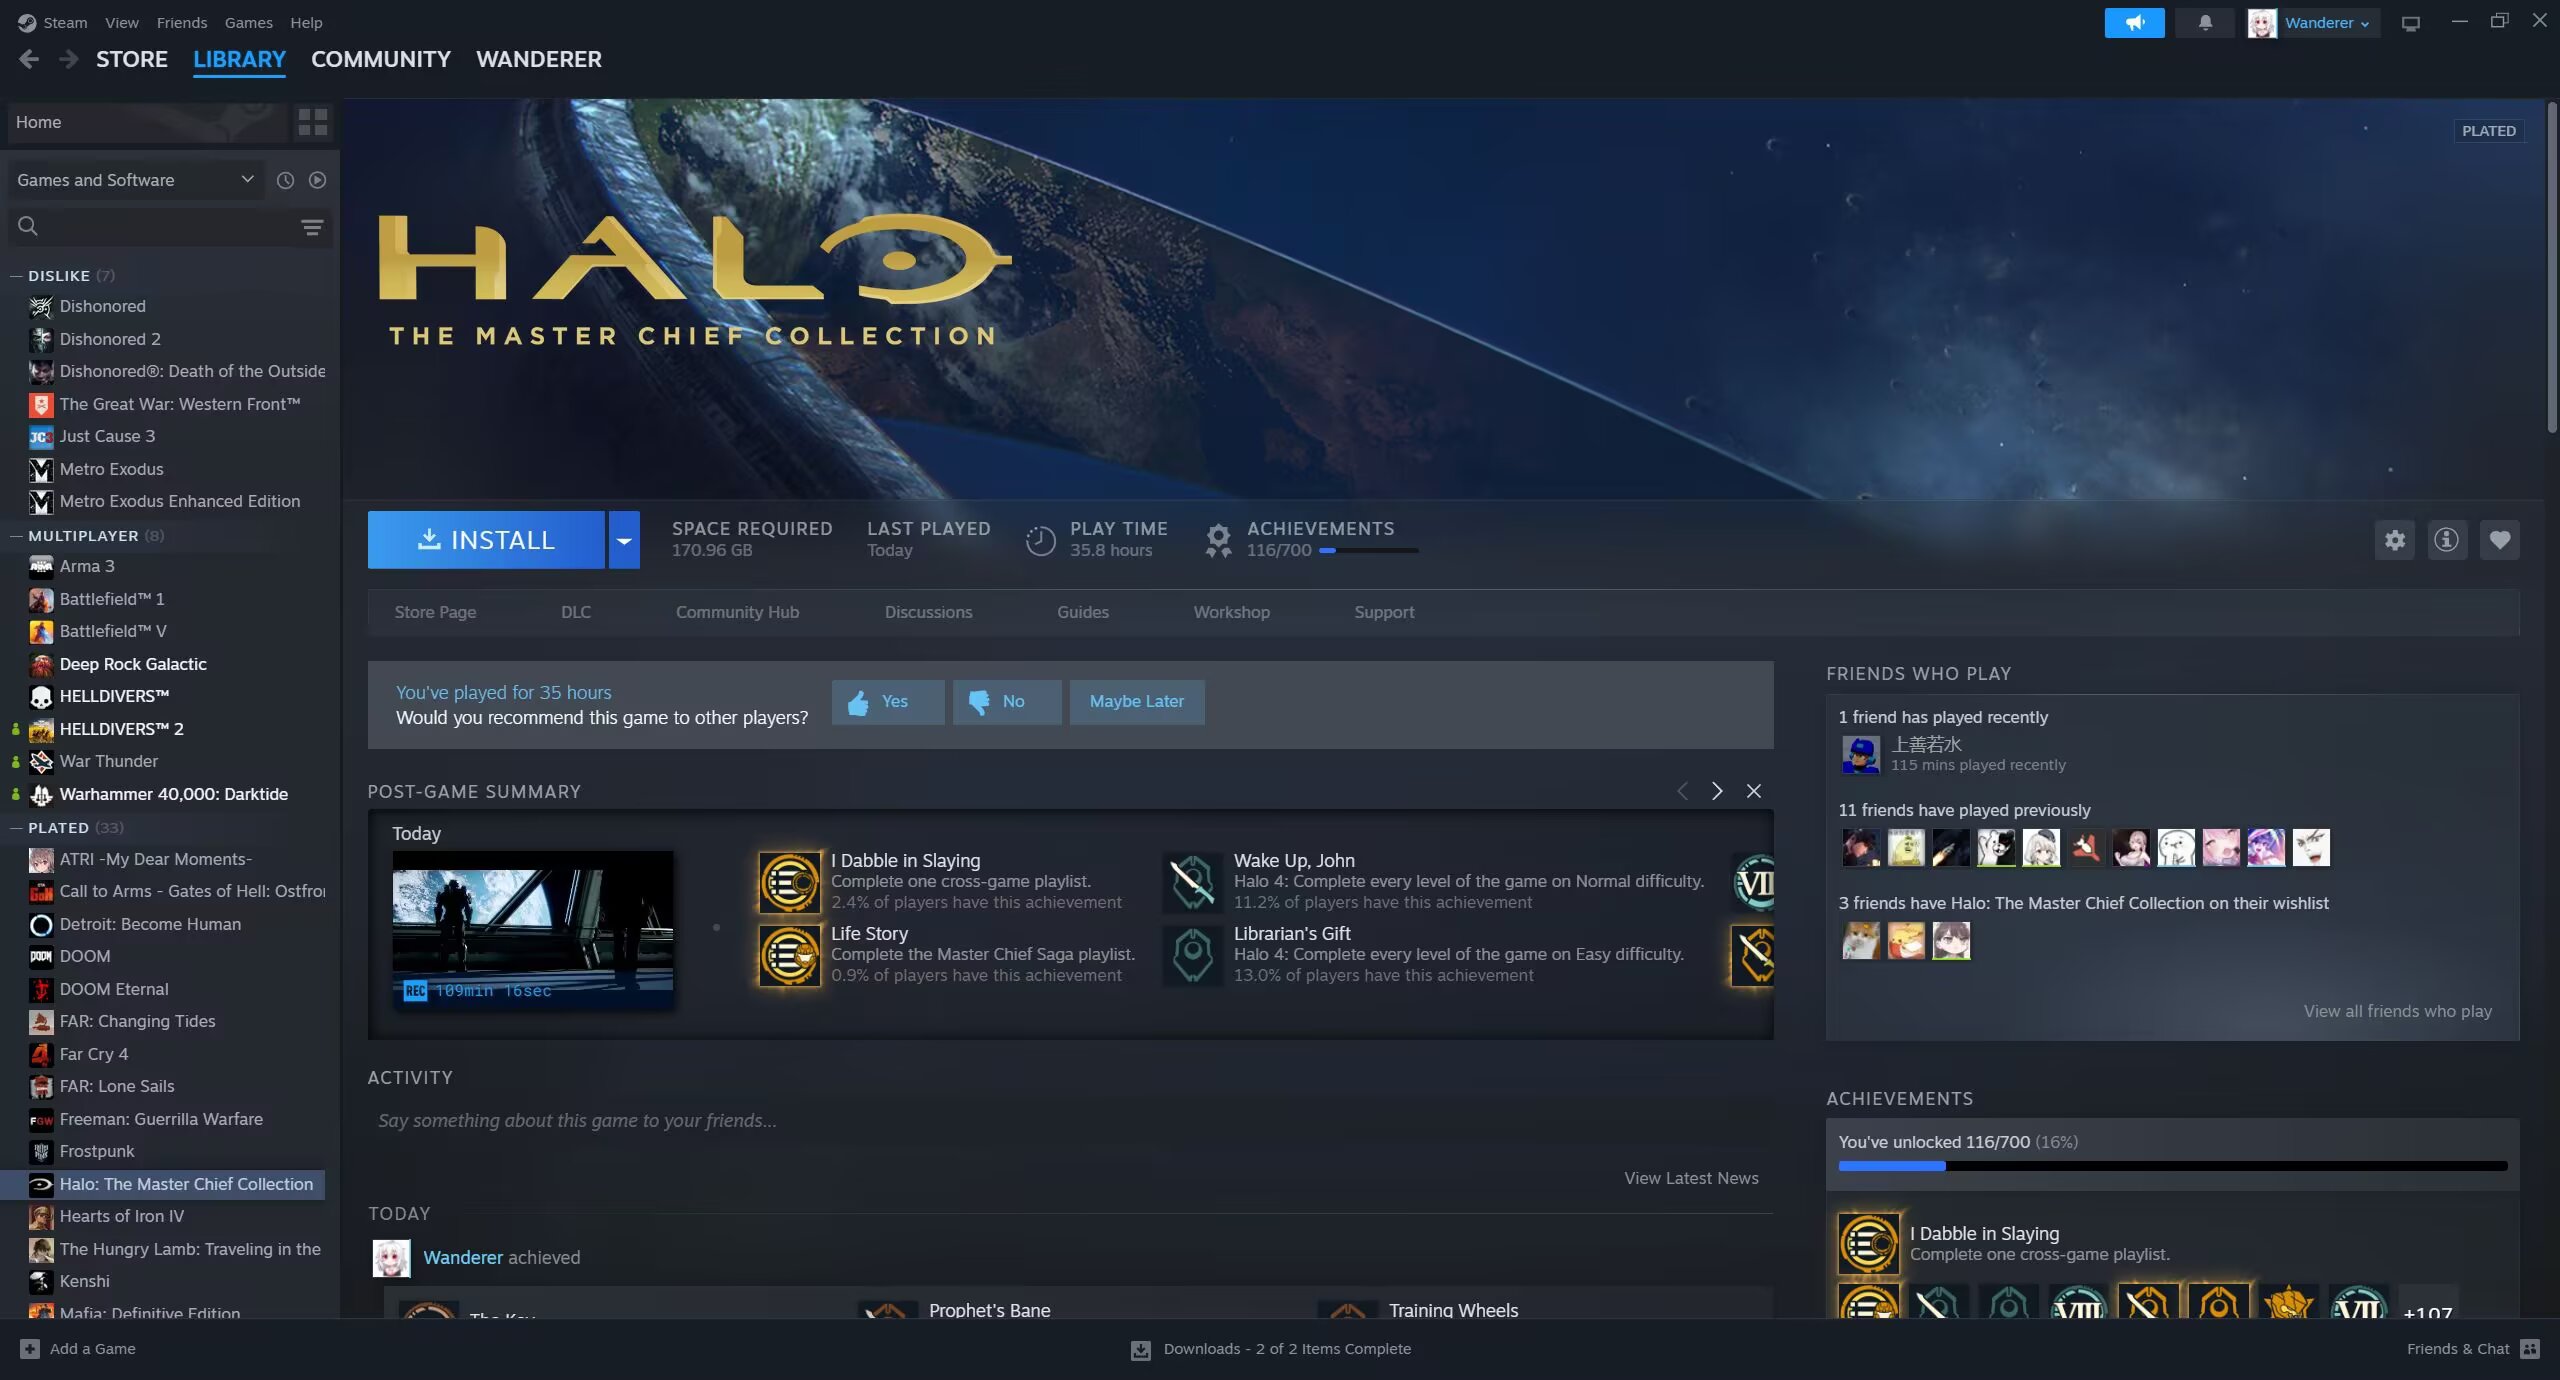 Steam View Friends Games Help
Wanderer
STORE LIBRARY COMMUNITY WANDERER
Home
Games and Software
DISLIKE (7)
Dishonored
Dishonored 2
Dishonored®: Death of the Outside
The Great War: Western Front™
JC3 Just Cause 3
Metro Exodus
Metro Exodus Enhanced Edition
MULTIPLAYER (8)
Arma 3
Battlefield™ 1
Battlefield™ V
Deep Rock Galactic
HELLDIVERS™
HELLDIVERS™ 2
War Thunder
Warhammer 40,000: Darktide
PLATED (33)
ATRI -My Dear Moments-
Call to Arms - Gates of Hell: Ostfro
Detroit: Become Human
DOOM DOOM
DOOM Eternal
FAR: Changing Tides
Far Cry 4
FAR: Lone Sails
FGW Freeman: Guerrilla Warfare
Frostpunk
Halo: The Master Chief Collection
Hearts of Iron IV
The Hungry Lamb: Traveling in the
Kenshi
Mafia: Definitive Edition
PLATED
HALO
THE MASTER CHIEF COLLECTION
INSTALL
SPACE REQUIRED
170.96 GB
LAST PLAYED
Today
PLAY TIME
35.8 hours
ACHIEVEMENTS
116/700
Store Page DLC Community Hub Discussions Guides Workshop Support
You've played for 35 hours
Would you recommend this game to other players?
Yes No Maybe Later
POST-GAME SUMMARY
Today
REC 109min 16sec
I Dabble in Slaying
Complete one cross-game playlist.
2.4% of players have this achievement
Life Story
Complete the Master Chief Saga playlist.
0.9% of players have this achievement
Wake Up, John
Halo 4: Complete every level of the game on Normal difficulty.
11.2% of players have this achievement
Librarian's Gift
Halo 4: Complete every level of the game on Easy difficulty.
13.0% of players have this achievement
ACTIVITY
Say something about this game to your friends...
View Latest News
TODAY
Wanderer achieved
The Key
Prophet's Bane
Training Wheels
FRIENDS WHO PLAY
1 friend has played recently
上善若水
115 mins played recently
11 friends have played previously
3 friends have Halo: The Master Chief Collection on their wishlist
View all friends who play
ACHIEVEMENTS
You've unlocked 116/700 (16%)
I Dabble in Slaying
Complete one cross-game playlist.
VIII VII +107
Add a Game
Downloads - 2 of 2 Items Complete
Friends & Chat